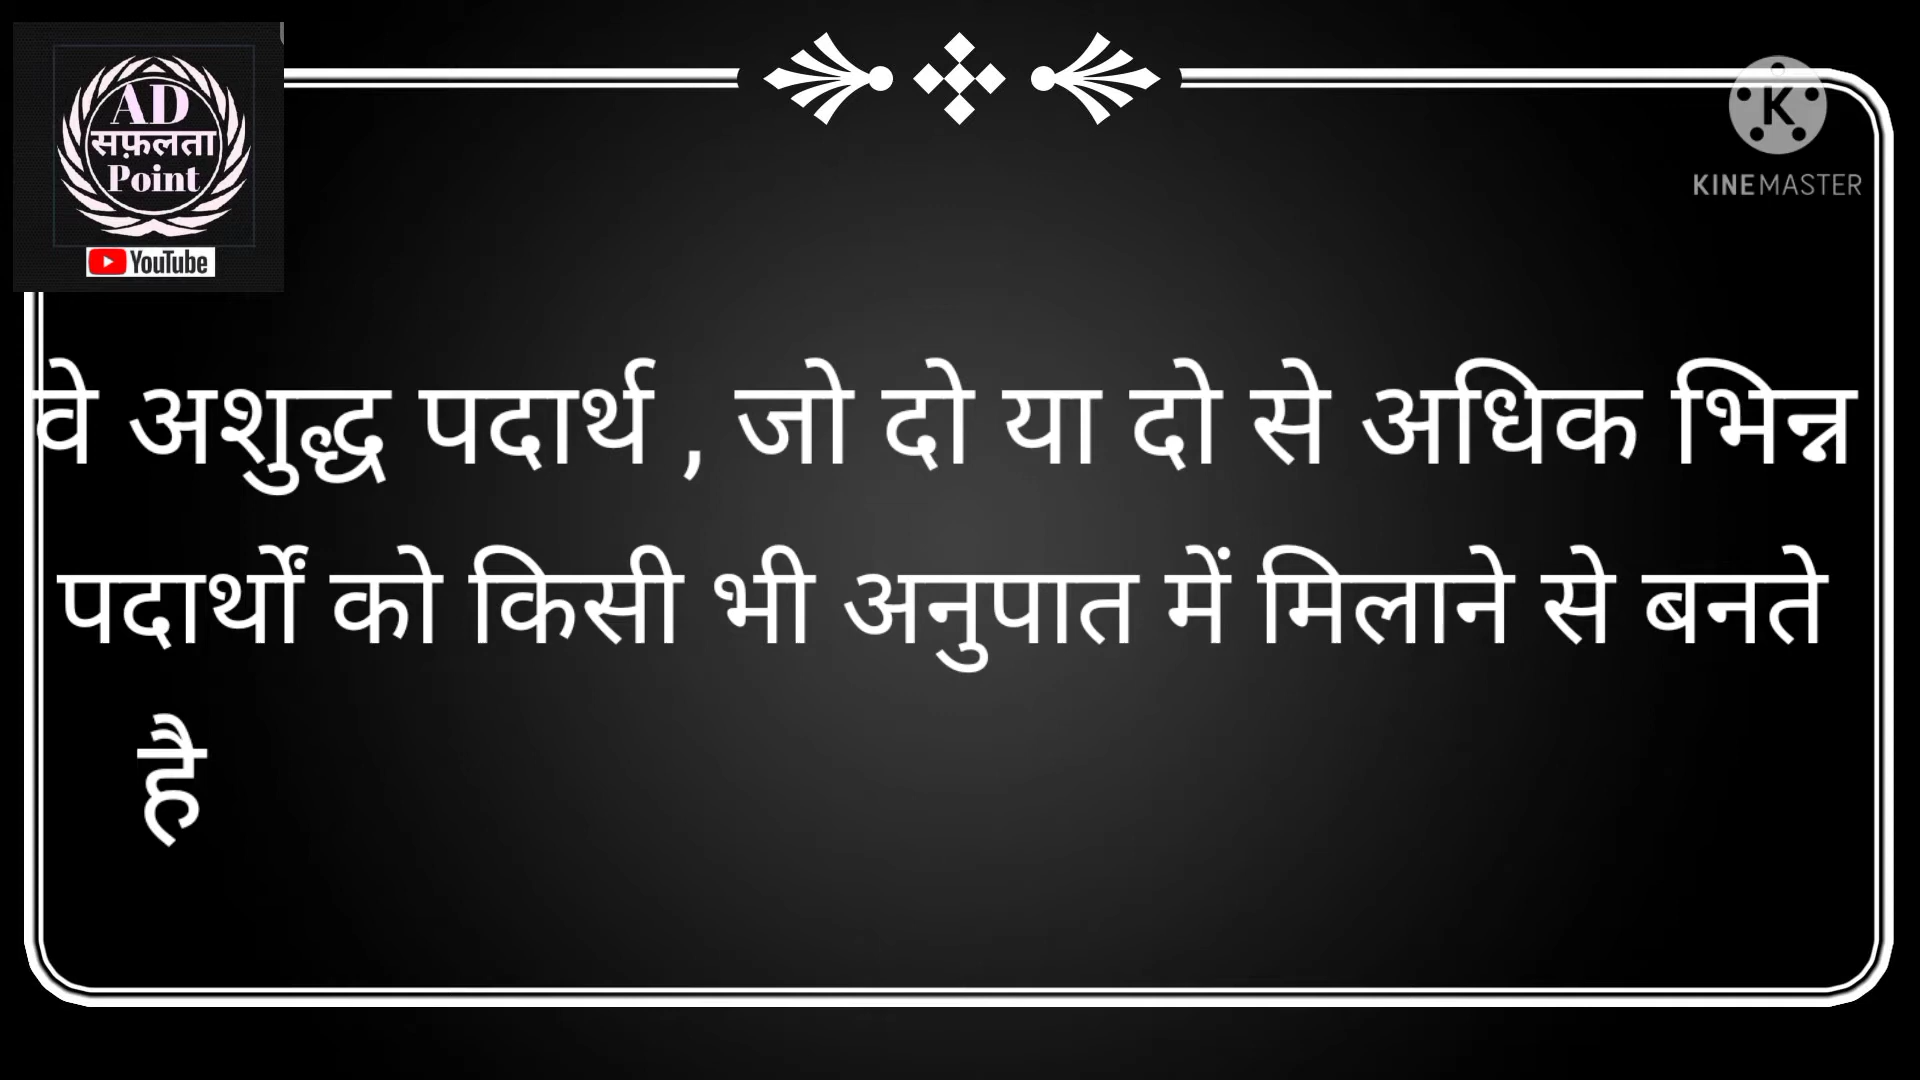 AD
सफ़लता
Point
YouTube
K
KINEMASTER
वे अशुद्ध पदार्थ , जो दो या दो से अधिक भिन्न
पदार्थों को किसी भी अनुपात में मिलाने से बनते
है